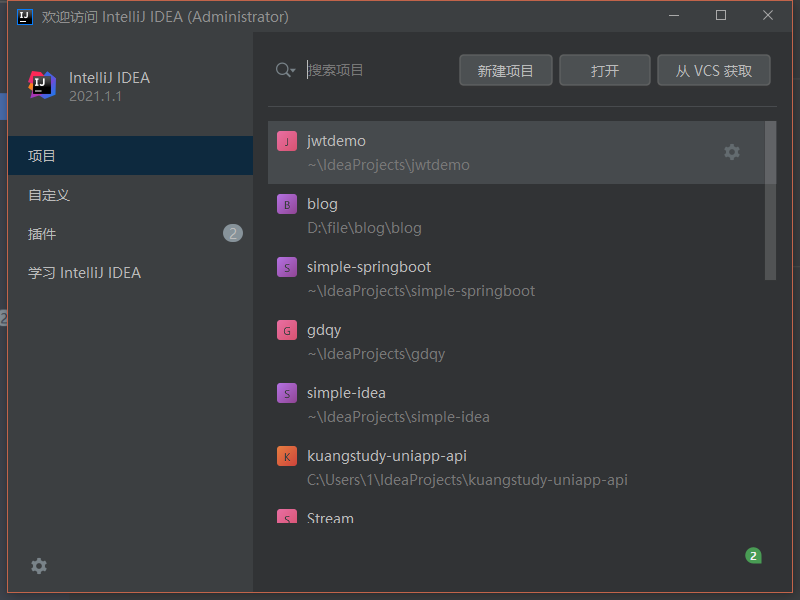 欢迎访问 IntelliJ IDEA (Administrator)
IntelliJ IDEA
2021.1.1
项目
自定义
插件
2
学习 IntelliJ IDEA
搜索项目
新建项目
打开
从 VCS 获取
J
jwtdemo
~\IdeaProjects\jwtdemo
B
blog
D:\file\blog\blog
S
simple-springboot
~\IdeaProjects\simple-springboot
G
gdqy
~\IdeaProjects\gdqy
S
simple-idea
~\IdeaProjects\simple-idea
K
kuangstudy-uniapp-api
C:\Users\1\IdeaProjects\kuangstudy-uniapp-api
S
Stream
2